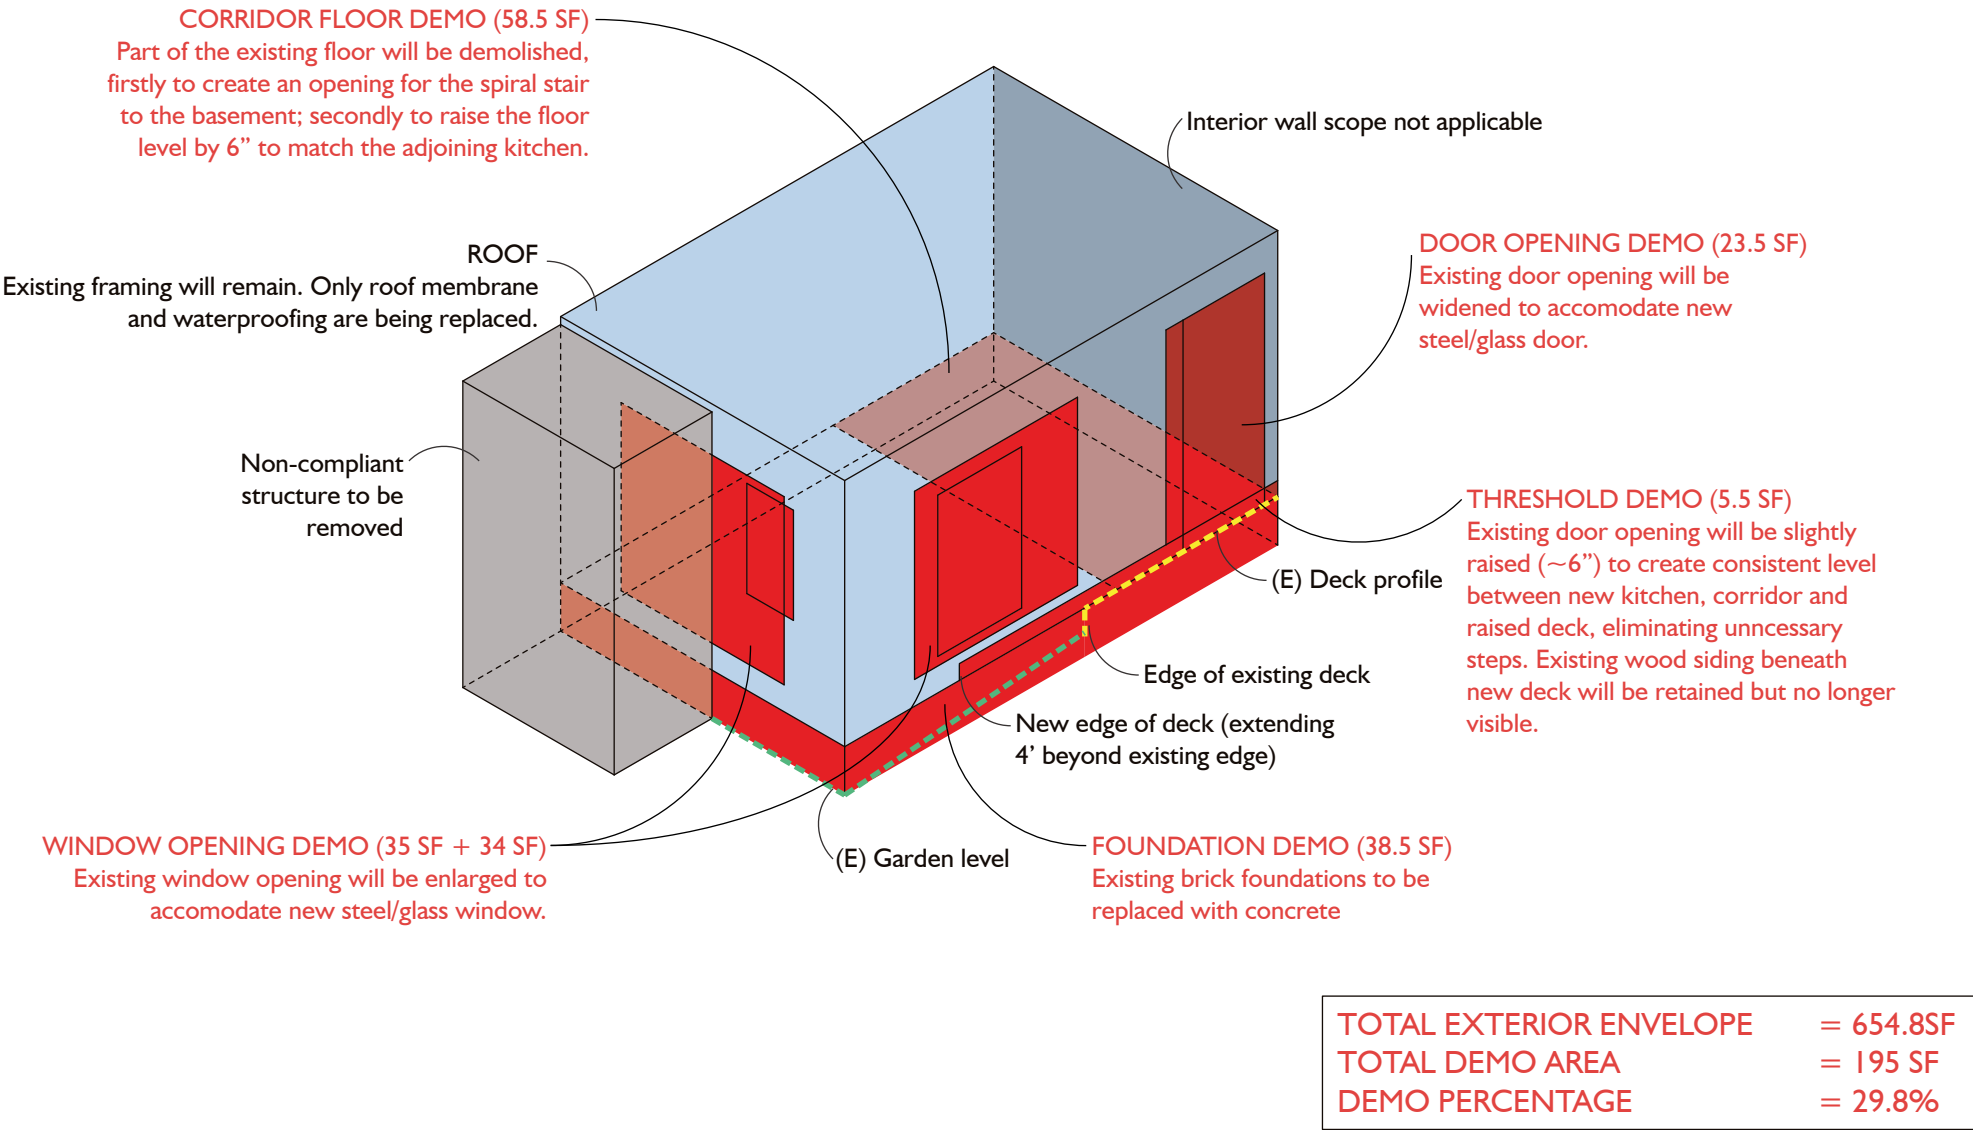 CORRIDOR FLOOR DEMO (58.5 SF)
Part of the existing floor will be demolished,
firstly to create an opening for the spiral stair
to the basement; secondly to raise the floor
level by 6” to match the adjoining kitchen.
Interior wall scope not applicable
ROOF
Existing framing will remain. Only roof membrane
and waterproofing are being replaced.
DOOR OPENING DEMO (23.5 SF)
Existing door opening will be
widened to accomodate new
steel/glass door.
Non-compliant
structure to be
removed
THRESHOLD DEMO (5.5 SF)
Existing door opening will be slightly
raised (~6”) to create consistent level
between new kitchen, corridor and
raised deck, eliminating unncessary
steps. Existing wood siding beneath
new deck will be retained but no longer
visible.
(E) Deck profile
Edge of existing deck
New edge of deck (extending
4’ beyond existing edge)
WINDOW OPENING DEMO (35 SF + 34 SF)
Existing window opening will be enlarged to
accomodate new steel/glass window.
(E) Garden level
FOUNDATION DEMO (38.5 SF)
Existing brick foundations to be
replaced with concrete
TOTAL EXTERIOR ENVELOPE = 654.8SF
TOTAL DEMO AREA = 195 SF
DEMO PERCENTAGE = 29.8%